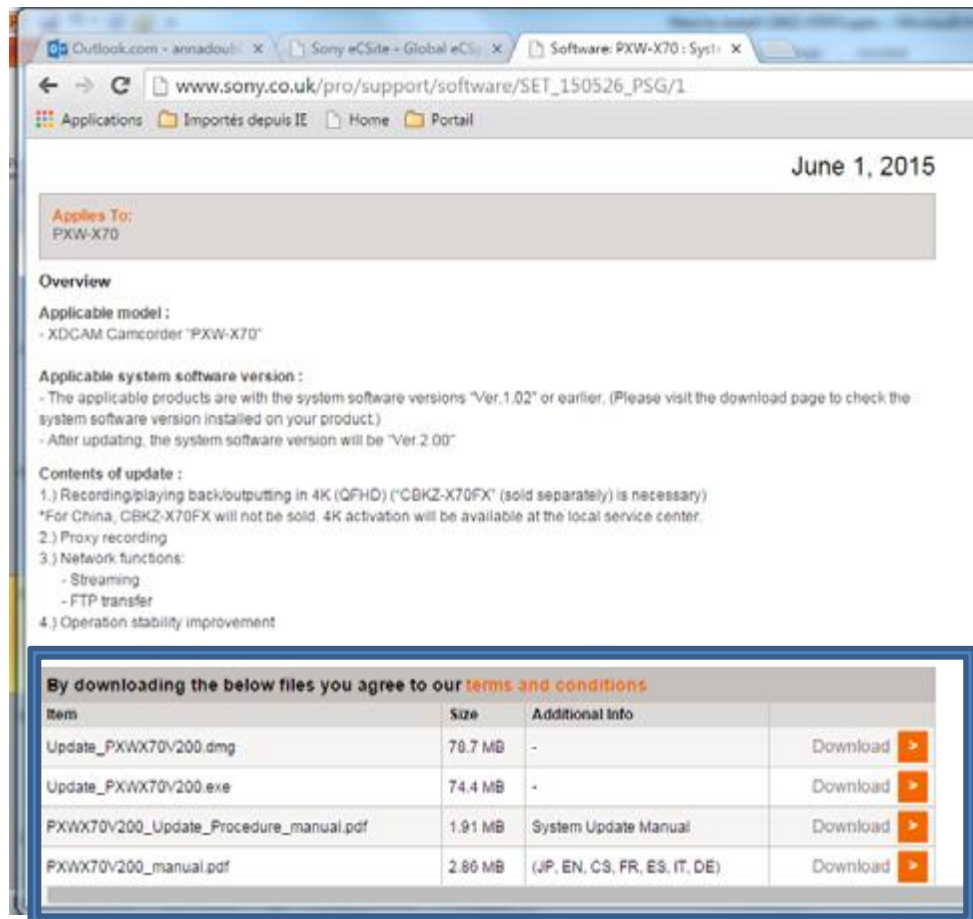 Outlook.com - annadoubl
Sony eCSite - Global eCSi
Software: PXW-X70 : Syst
www.sony.co.uk/pro/support/software/SET_150526_PSG/1
Applications Importés depuis IE Home Portail
June 1, 2015
Applies To:
PXW-X70
Overview
Applicable model :
- XDCAM Camcorder "PXW-X70"
Applicable system software version :
- The applicable products are with the system software versions "Ver.1.02" or earlier. (Please visit the download page to check the
system software version installed on your product.)
- After updating, the system software version will be "Ver.2.00"
Contents of update :
1.) Recording/playing back/outputting in 4K (QFHD) ("CBKZ-X70FX" (sold separately) is necessary)
*For China, CBKZ-X70FX will not be sold. 4K activation will be available at the local service center.
2.) Proxy recording
3.) Network functions:
- Streaming
- FTP transfer
4.) Operation stability improvement
By downloading the below files you agree to our terms and conditions
Item Size Additional Info
Update_PXWX70V200.dmg 78.7 MB - Download >
Update_PXWX70V200.exe 74.4 MB - Download >
PXWX70V200_Update_Procedure_manual.pdf 1.91 MB System Update Manual Download >
PXWX70V200_manual.pdf 2.86 MB (JP, EN, CS, FR, ES, IT, DE) Download >